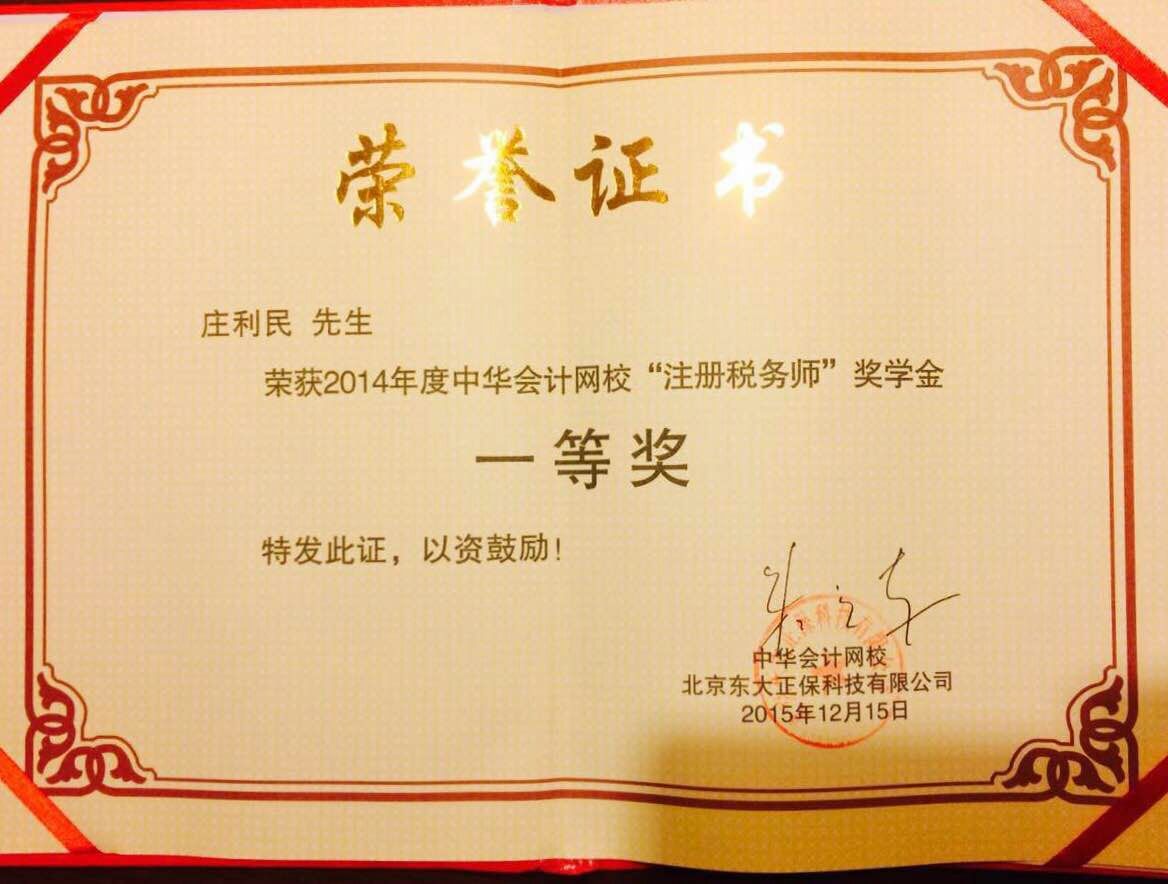 荣誉证书
庄利民 先生
荣获2014年度中华会计网校“注册税务师”奖学金
一等奖
特发此证，以资鼓励！
中华会计网校
北京东大正保科技有限公司
2015年12月15日